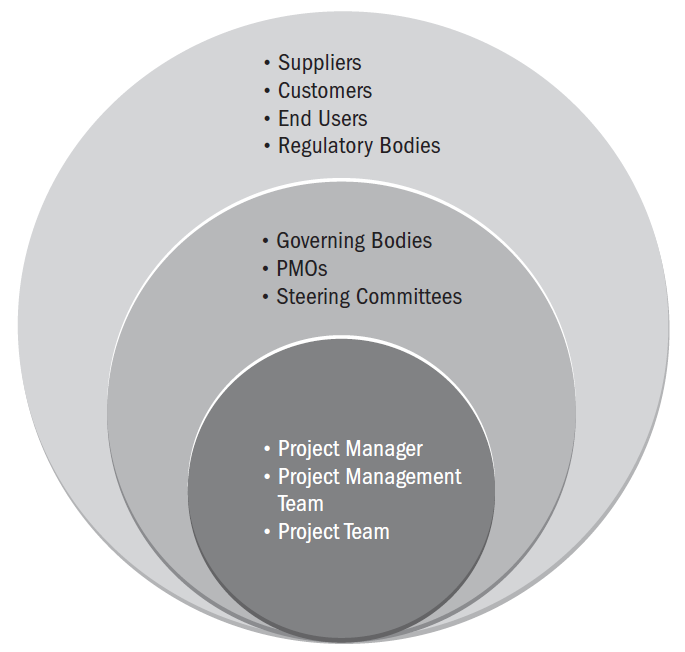 • Suppliers
• Customers
• End Users
• Regulatory Bodies
• Governing Bodies
• PMOs
• Steering Committees
• Project Manager
• Project Management
Team
• Project Team